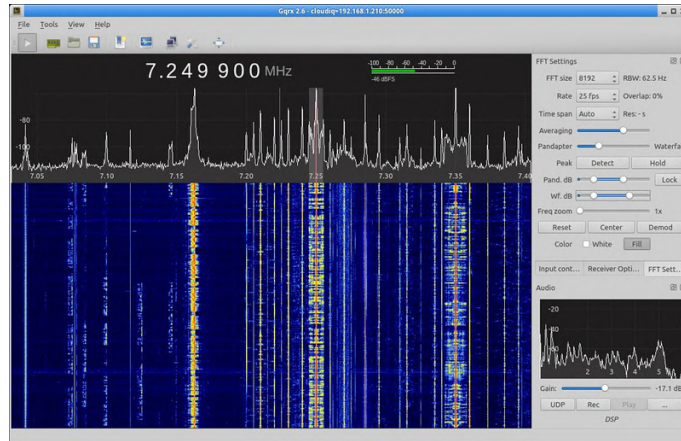 Gqrx 2.6 - cloudiq=192.168.1.210:50000
File Tools View Help
7.249 900 MHz
-100 -80 -60 -40 -20 0
-46 dBFS
-80
-100
7.05 7.10 7.15 7.20 7.25 7.30 7.35 7.40
FFT Settings
FFT size 8192 RBW: 62.5 Hz
Rate 25 fps Overlap: 0%
Time span Auto Res: - s
Averaging
Pandapter Waterfa
Peak Detect Hold
Pand. dB Lock
Wf. dB
Freq zoom 1x
Reset Center Demod
Color White Fill
Input cont... Receiver Opti... FFT Sett...
Audio
-20
-40
2 3 4 5
Gain: -17.1 dB
UDP Rec Play ...
DSP